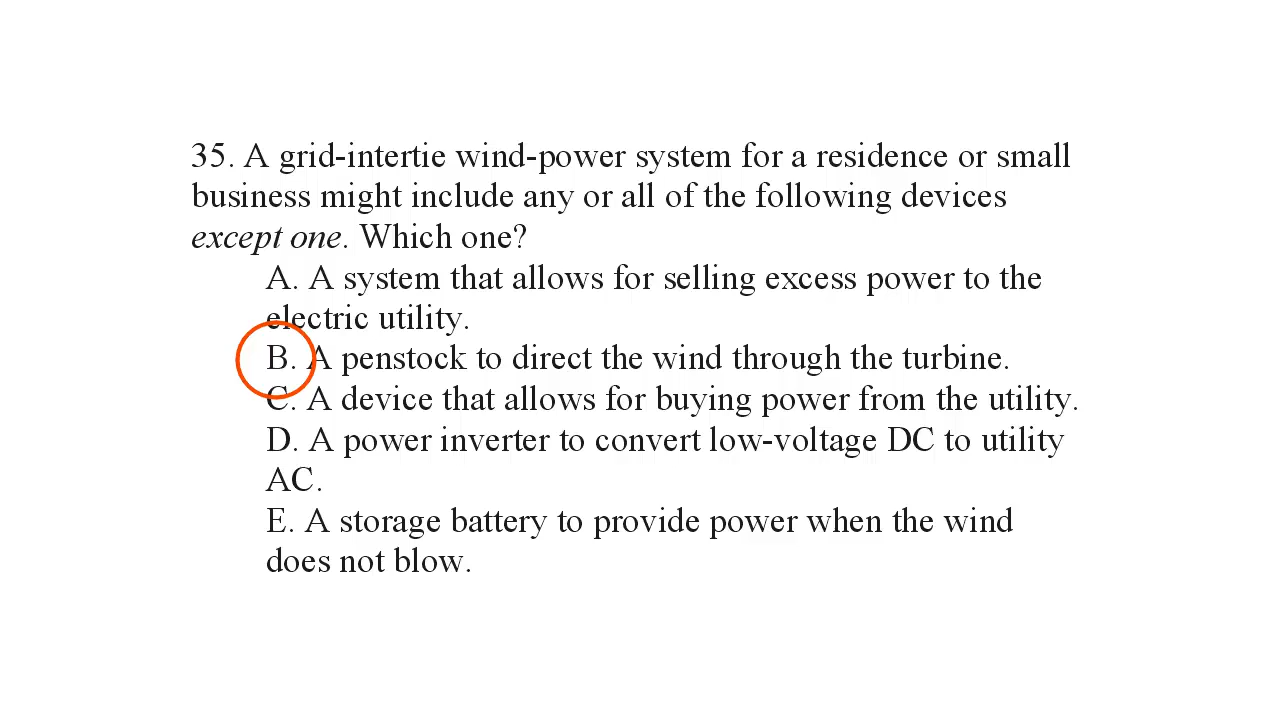 35. A grid-intertie wind-power system for a residence or small
business might include any or all of the following devices
except one. Which one?
A. A system that allows for selling excess power to the
electric utility.
B. A penstock to direct the wind through the turbine.
C. A device that allows for buying power from the utility.
D. A power inverter to convert low-voltage DC to utility
AC.
E. A storage battery to provide power when the wind
does not blow.